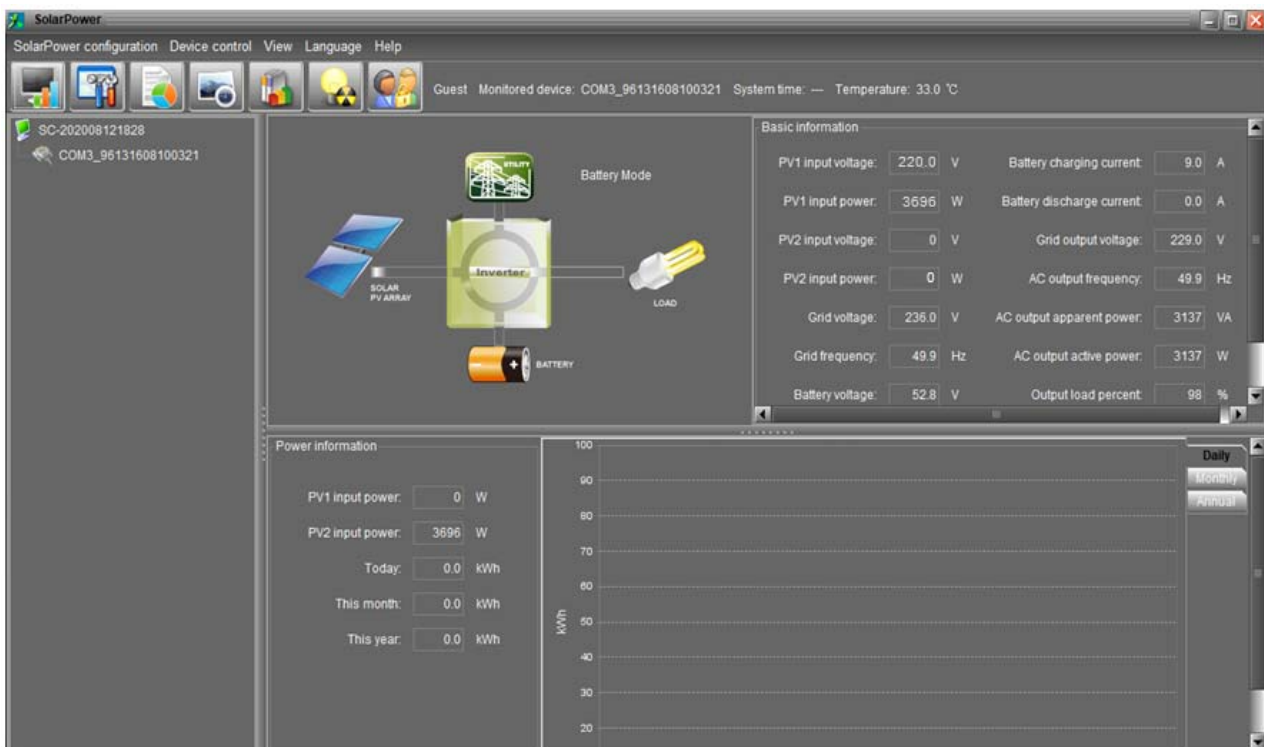 SolarPower
SolarPower configuration Device control View Language Help
Guest Monitored device: COM3_96131608100321 System time: --- Temperature: 33.0 ℃
SC-202008121828
COM3_96131608100321
UTILITY
Battery Mode
Inverter
SOLAR
PV ARRAY
LOAD
BATTERY
Basic information
PV1 input voltage: 220.0 V Battery charging current: 9.0 A
PV1 input power: 3696 W Battery discharge current: 0.0 A
PV2 input voltage: 0 V Grid output voltage: 229.0 V
PV2 input power: 0 W AC output frequency: 49.9 Hz
Grid voltage: 236.0 V AC output apparent power: 3137 VA
Grid frequency: 49.9 Hz AC output active power: 3137 W
Battery voltage: 52.8 V Output load percent: 98 %
Power information
PV1 input power: 0 W
PV2 input power: 3696 W
Today: 0.0 kWh
This month: 0.0 kWh
This year: 0.0 kWh
kWh
100
90
80
70
60
50
40
30
20
Daily
Monthly
Annual